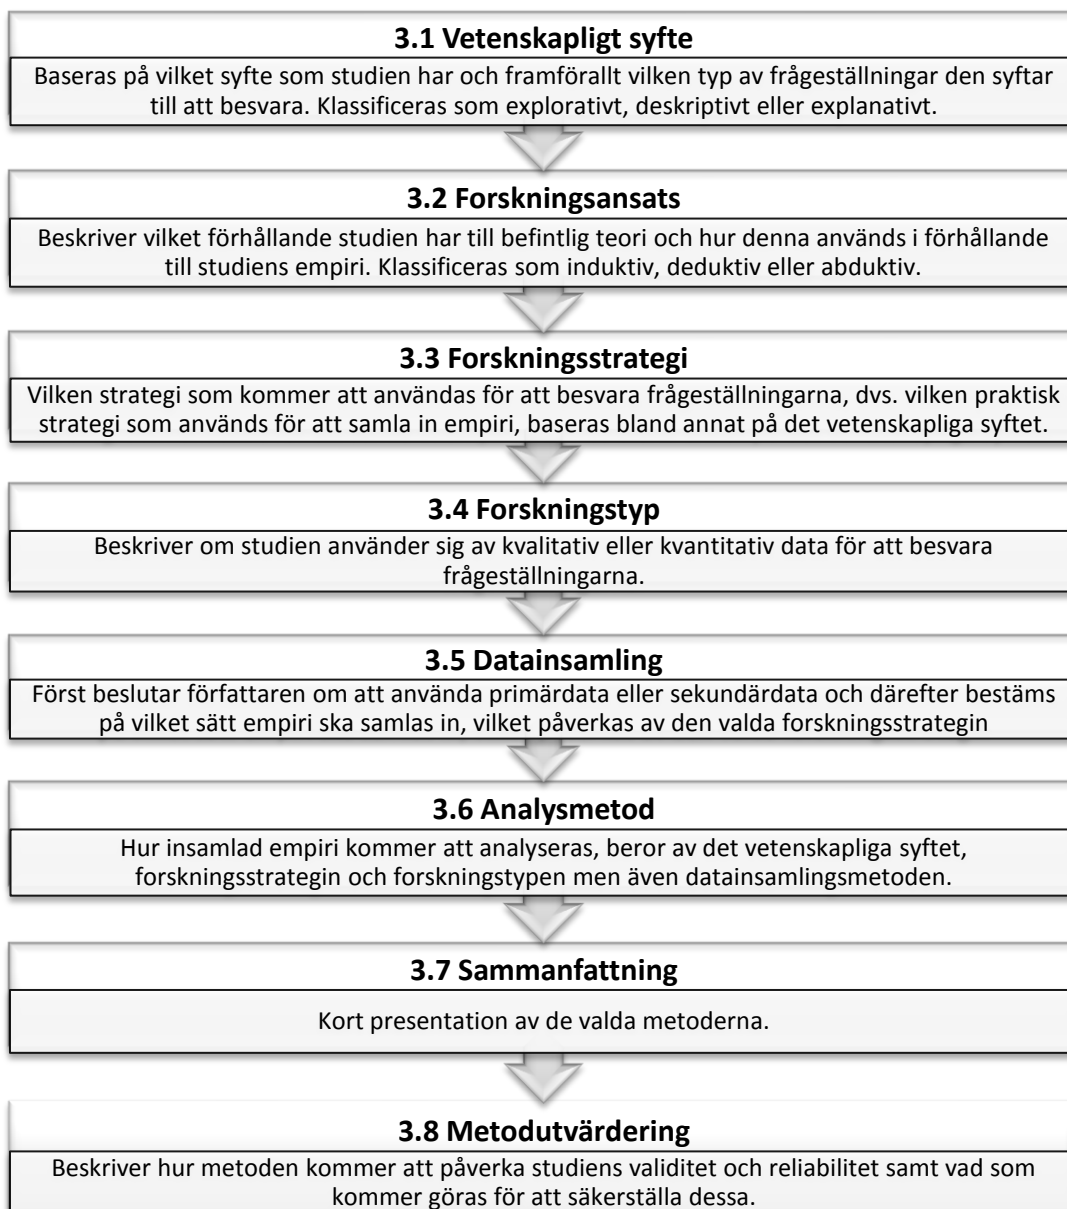 3.1 Vetenskapligt syfte
Baseras på vilket syfte som studien har och framförallt vilken typ av frågeställningar den syftar
till att besvara. Klassificeras som explorativt, deskriptivt eller explanativt.
3.2 Forskningsansats
Beskriver vilket förhållande studien har till befintlig teori och hur denna används i förhållande
till studiens empiri. Klassificeras som induktiv, deduktiv eller abduktiv.
3.3 Forskningsstrategi
Vilken strategi som kommer att användas för att besvara frågeställningarna, dvs. vilken praktisk
strategi som används för att samla in empiri, baseras bland annat på det vetenskapliga syftet.
3.4 Forskningstyp
Beskriver om studien använder sig av kvalitativ eller kvantitativ data för att besvara
frågeställningarna.
3.5 Datainsamling
Först beslutar författaren om att använda primärdata eller sekundärdata och därefter bestäms
på vilket sätt empiri ska samlas in, vilket påverkas av den valda forskningsstrategin
3.6 Analysmetod
Hur insamlad empiri kommer att analyseras, beror av det vetenskapliga syftet,
forskningsstrategin och forskningstypen men även datainsamlingsmetoden.
3.7 Sammanfattning
Kort presentation av de valda metoderna.
3.8 Metodutvärdering
Beskriver hur metoden kommer att påverka studiens validitet och reliabilitet samt vad som
kommer göras för att säkerställa dessa.